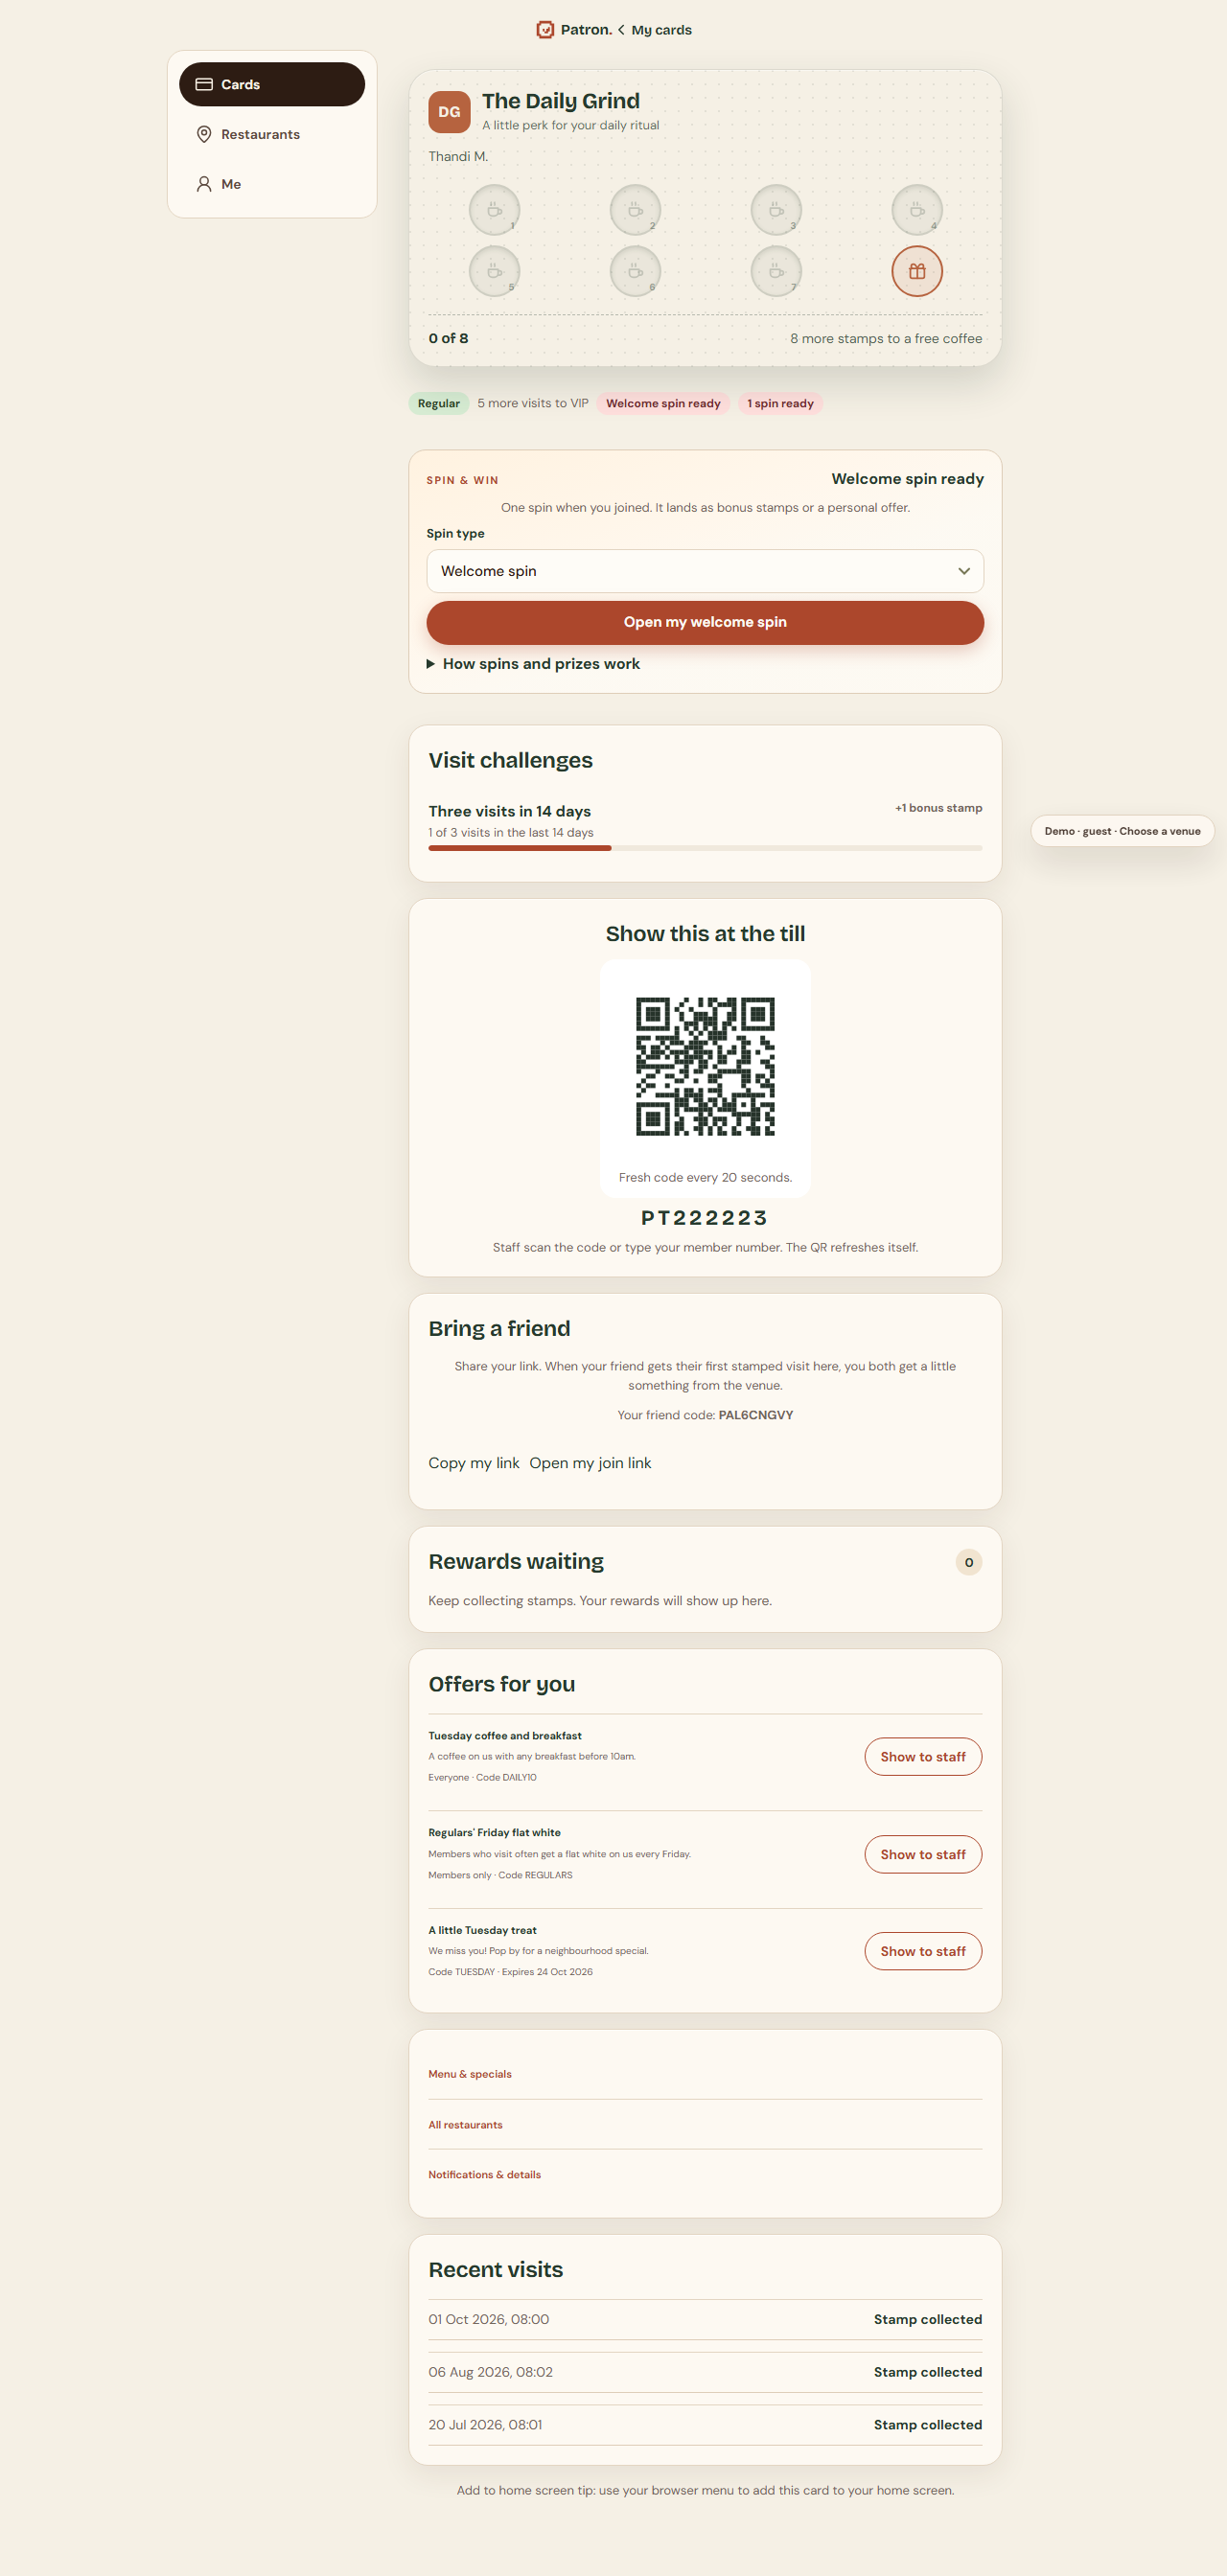 Patron. My cards
Cards
Restaurants
Me
DG
The Daily Grind
A little perk for your daily ritual
Thandi M.
1
2
3
4
5
6
7
0 of 8
8 more stamps to a free coffee
Regular
5 more visits to VIP
Welcome spin ready
1 spin ready
SPIN & WIN
Welcome spin ready
One spin when you joined. It lands as bonus stamps or a personal offer.
Spin type
Welcome spin
Open my welcome spin
How spins and prizes work
Visit challenges
Three visits in 14 days
+1 bonus stamp
1 of 3 visits in the last 14 days
Demo · guest · Choose a venue
Show this at the till
Fresh code every 20 seconds.
PT222223
Staff scan the code or type your member number. The QR refreshes itself.
Bring a friend
Share your link. When your friend gets their first stamped visit here, you both get a little
something from the venue.
Your friend code: PAL6CNGVY
Copy my link
Open my join link
Rewards waiting
0
Keep collecting stamps. Your rewards will show up here.
Offers for you
Tuesday coffee and breakfast
A coffee on us with any breakfast before 10am.
Everyone · Code DAILY10
Show to staff
Regulars' Friday flat white
Members who visit often get a flat white on us every Friday.
Members only · Code REGULARS
Show to staff
A little Tuesday treat
We miss you! Pop by for a neighbourhood special.
Code TUESDAY · Expires 24 Oct 2026
Show to staff
Menu & specials
All restaurants
Notifications & details
Recent visits
01 Oct 2026, 08:00
Stamp collected
06 Aug 2026, 08:02
Stamp collected
20 Jul 2026, 08:01
Stamp collected
Add to home screen tip: use your browser menu to add this card to your home screen.